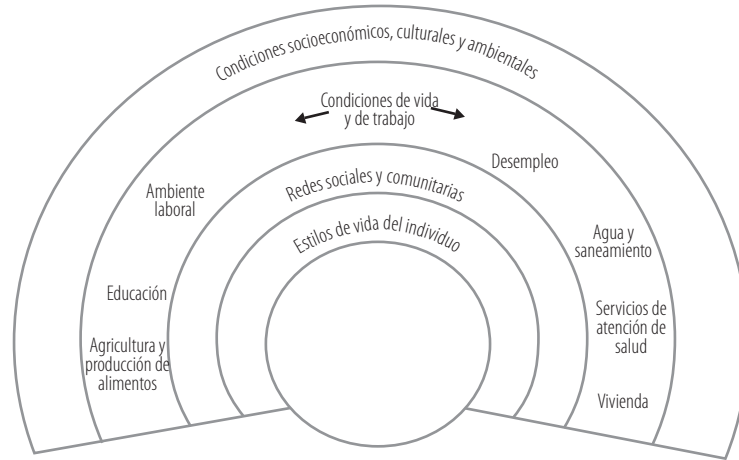 Condiciones socioeconómicos, culturales y ambientales
Condiciones de vida
y de trabajo
Desempleo
Ambiente
laboral
Redes sociales y comunitarias
Estilos de vida del individuo
Agua y
saneamiento
Educación
Servicios de
atención de
salud
Agricultura y
producción de
alimentos
Vivienda